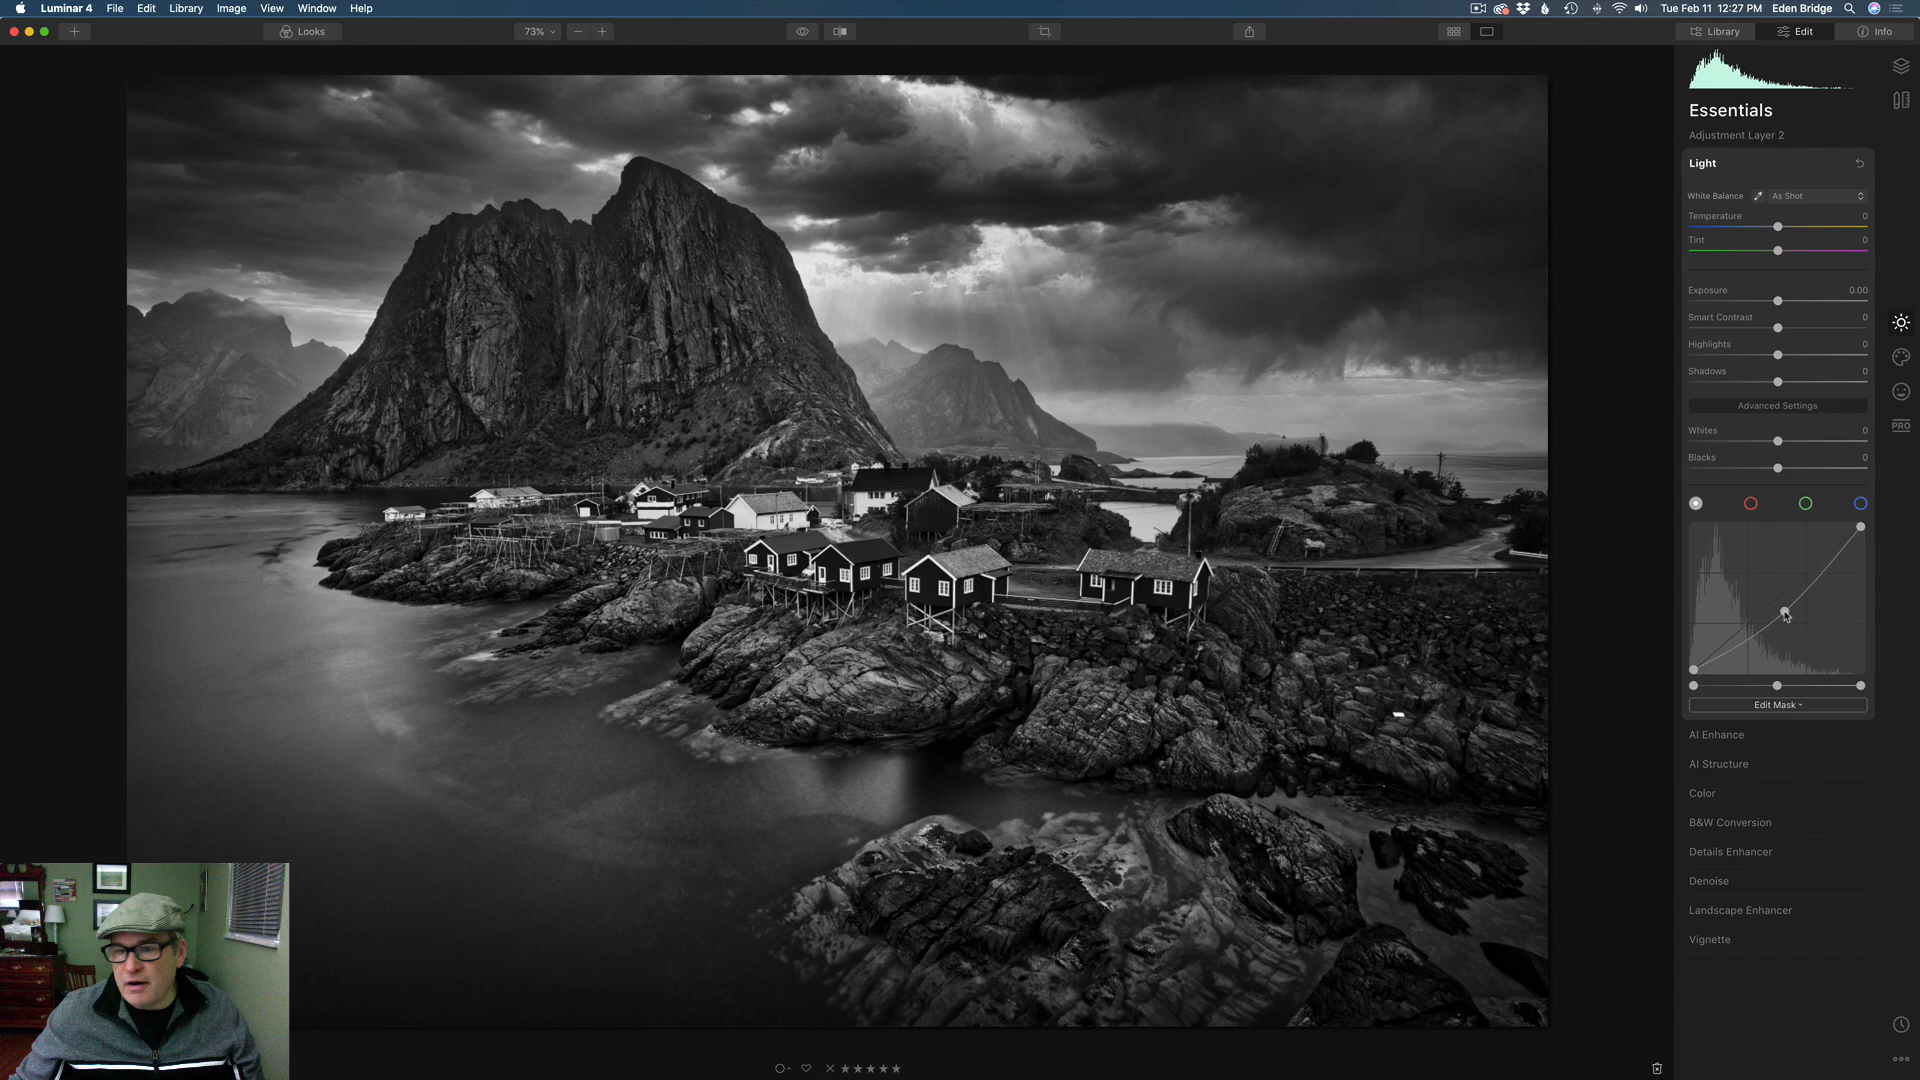 Luminar 4 File Edit Library Image View Window Help Tue Feb 11 12:27 PM Eden Bridge
Looks 73% Library Edit Info
Essentials
Adjustment Layer 2
Light
White Balance As Shot
Temperature 0
Tint 0
Exposure 0.00
Smart Contrast 0
Highlights 0
Shadows 0
Advanced Settings
Whites 0
Blacks 0
Edit Mask
AI Enhance
AI Structure
Color
B&W Conversion
Details Enhancer
Denoise
Landscape Enhancer
Vignette
PRO